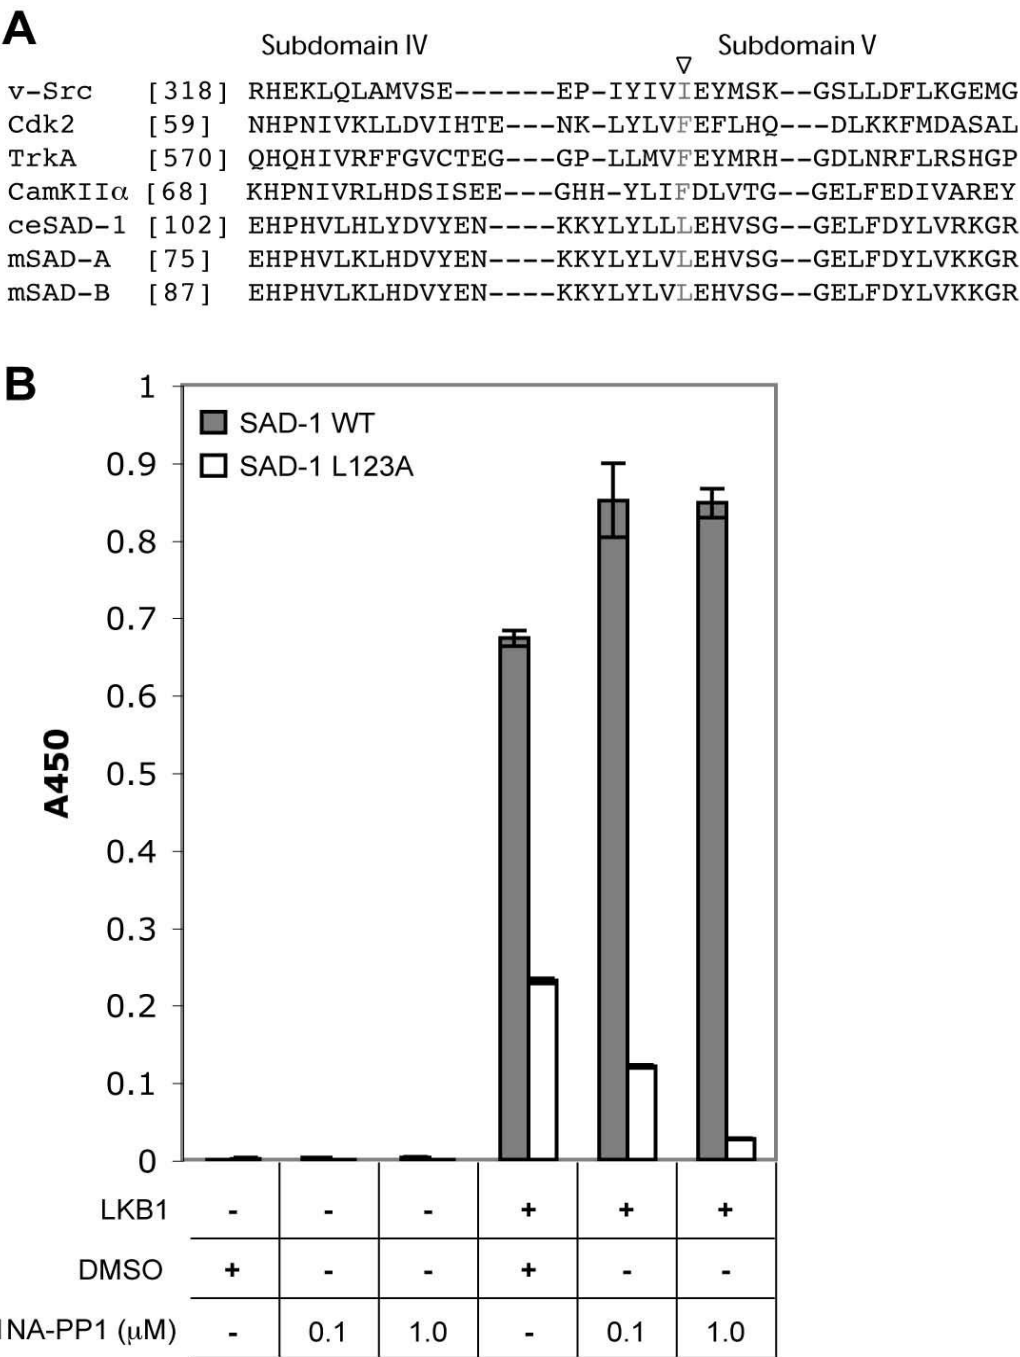 A
Subdomain IV Subdomain V
v-Src [318] RHEKLQLAMVSE------EP-IYIVIEYMSK--GSLLDFLKGEMG
Cdk2 [59] NHPNIVKLLDVIHTE---NK-LYLVFEFLHQ---DLKKFMDASAL
TrkA [570] QHQHIVRFFGVCTEG---GP-LLMVFEYMRH--GDLNRFLRSHGP
CamKIIα [68] KHPNIVRLHDSISEE---GHH-YLIFDLVTG--GELFEDIVAREY
ceSAD-1 [102] EHPHVLHLYDVYEN----KKYLYLLLEHVSG--GELFDYLVRKGR
mSAD-A [75] EHPHVLKLHDVYEN----KKYLYLVLEHVSG--GELFDYLVKKGR
mSAD-B [87] EHPHVLKLHDVYEN----KKYLYLVLEHVSG--GELFDYLVKKGR
B
SAD-1 WT
SAD-1 L123A
1
0.9
0.8
0.7
0.6
0.5
0.4
0.3
0.2
0.1
0
A450
LKB1 - - - + + +
DMSO + - - + - -
1NA-PP1 (μM) - 0.1 1.0 - 0.1 1.0